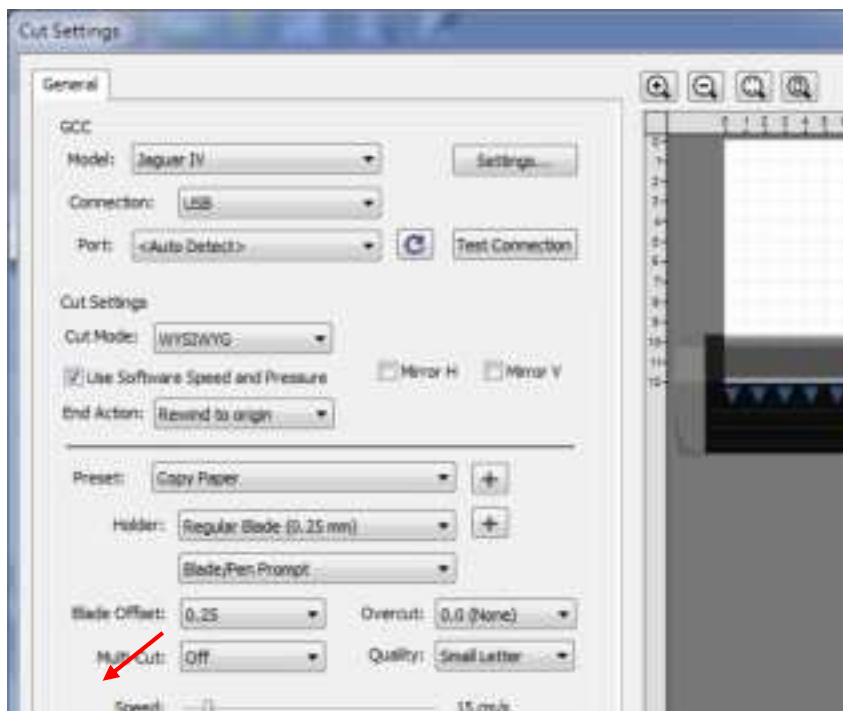 Cut Settings
General
GCC
Model: Jaguar IV Settings...
Connection: USB
Port: <Auto Detect> Test Connection
Cut Settings
Cut Mode: WYSIWYG
Use Software Speed and Pressure Mirror H Mirror V
End Action: Rewind to origin
Preset: Copy Paper +
Holder: Regular Blade (0.25 mm) +
Blade/Pen Prompt
Blade Offset: 0.25 Overcut: 0.0 (None)
Multi Cut: Off Quality: Small Letter
Speed: 15 cm/s